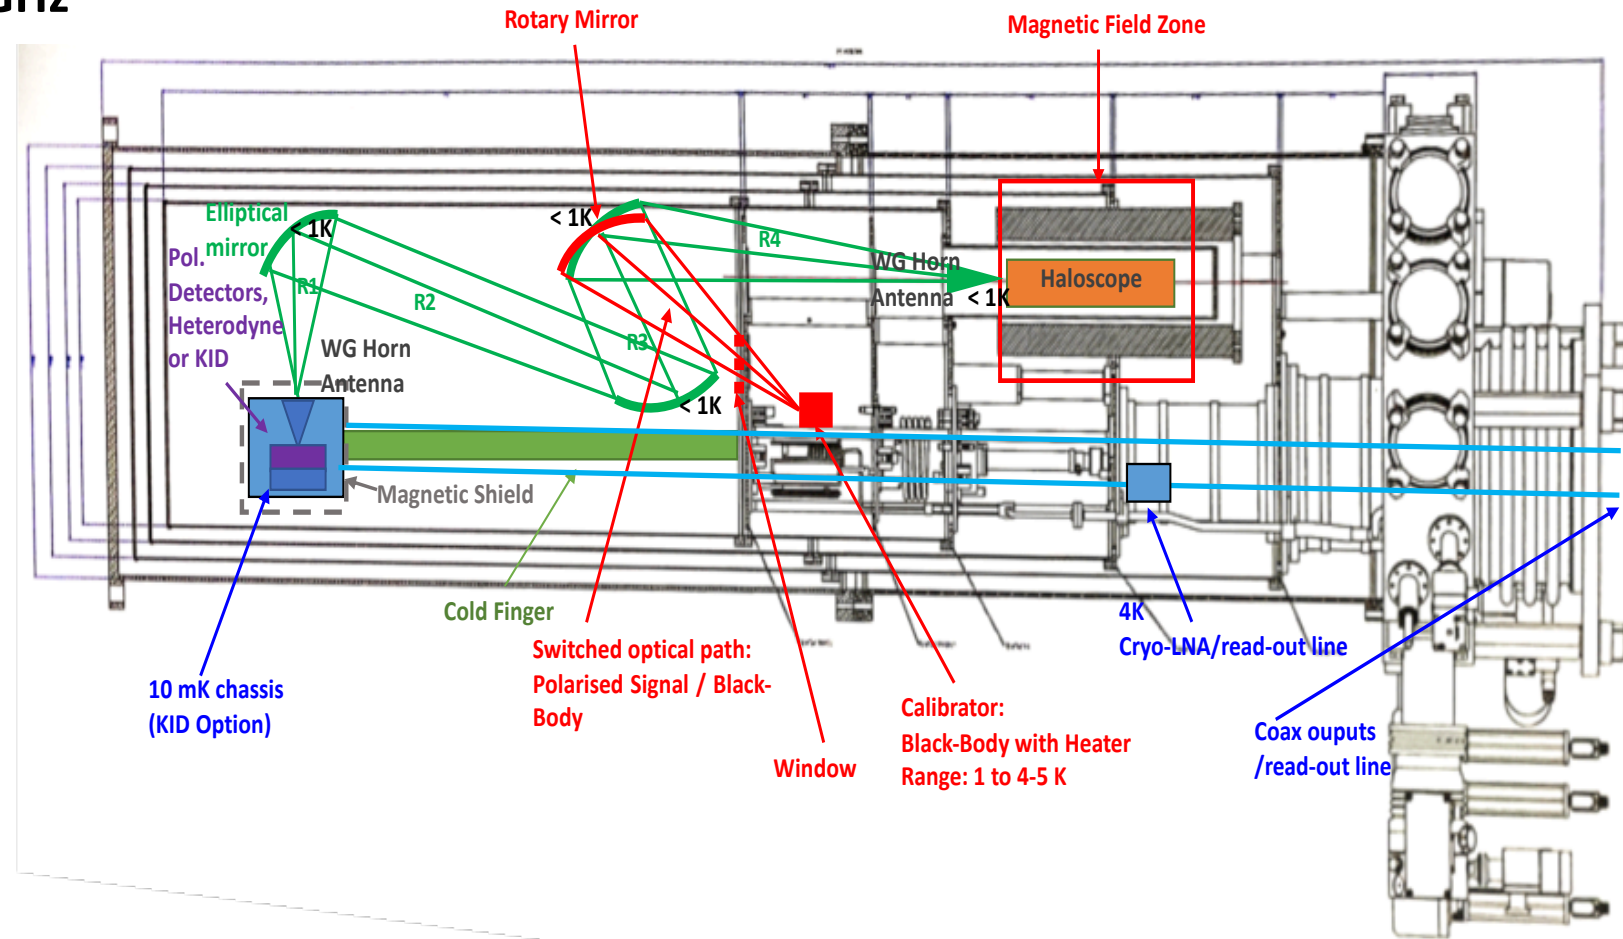 Rotary Mirror
Magnetic Field Zone
Elliptical
mirror
< 1K
< 1K
R4
Pol.
Detectors,
Heterodyne
or KID
R1
R2
R3
WG Horn
Antenna
< 1K
Haloscope
WG Horn
Antenna
< 1K
Magnetic Shield
Cold Finger
4K
Cryo-LNA/read-out line
Switched optical path:
Polarised Signal / Black-
Body
10 mK chassis
(KID Option)
Calibrator:
Black-Body with Heater
Range: 1 to 4-5 K
Window
Coax ouputs
/read-out line